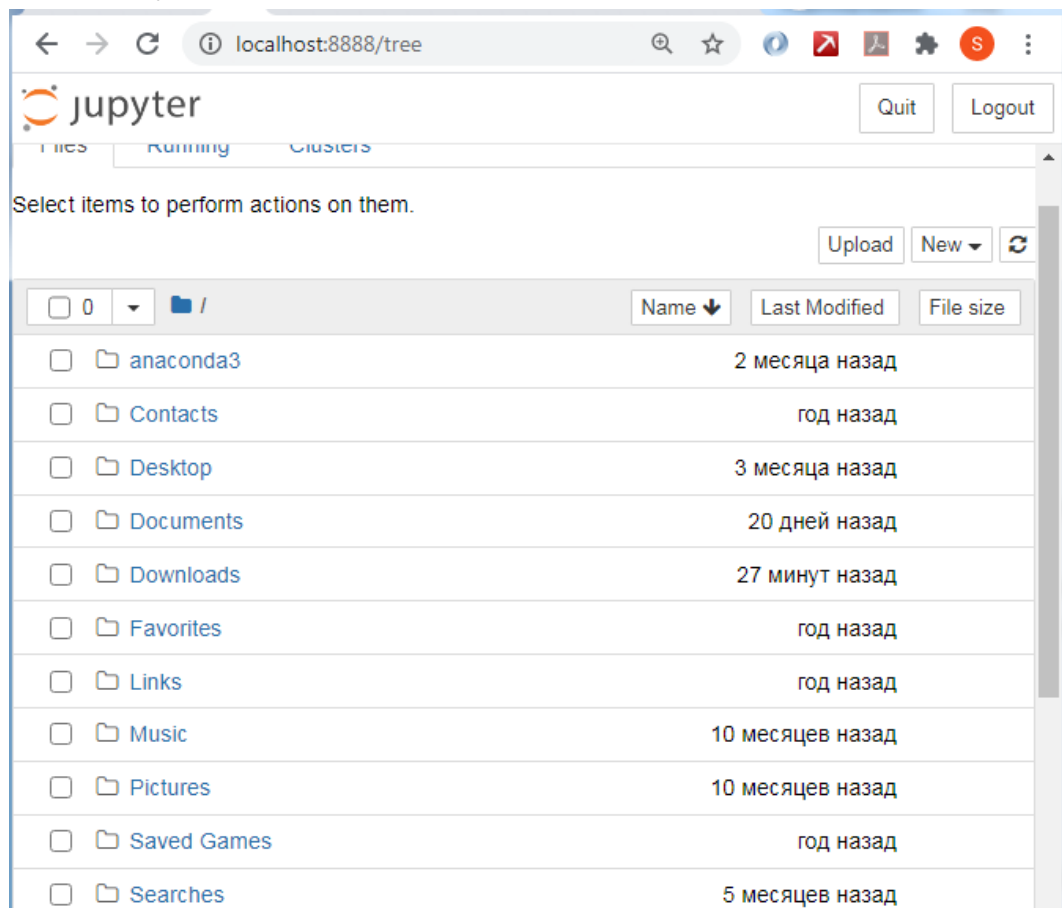 localhost:8888/tree
S
jupyter
Quit Logout
Files Running Clusters
Select items to perform actions on them.
Upload New
0 / Name Last Modified File size
anaconda3 2 месяца назад
Contacts год назад
Desktop 3 месяца назад
Documents 20 дней назад
Downloads 27 минут назад
Favorites год назад
Links год назад
Music 10 месяцев назад
Pictures 10 месяцев назад
Saved Games год назад
Searches 5 месяцев назад